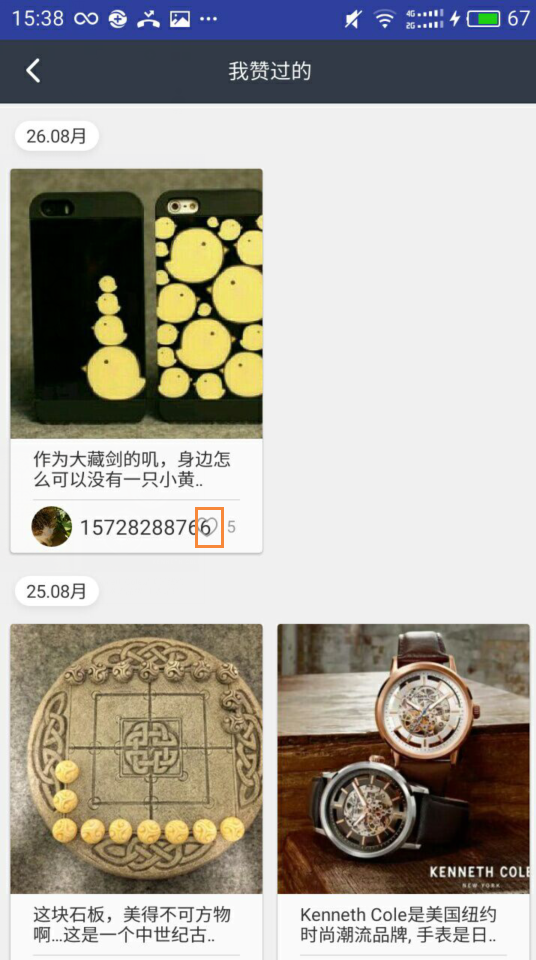 15:38
4G
2G
67
我赞过的
26.08月
作为大藏剑的叽，身边怎
么可以没有一只小黄..
15728288766
5
25.08月
KENNETH COLE
NEW YORK
这块石板，美得不可方物
啊…这是一个中世纪古..
Kenneth Cole是美国纽约
时尚潮流品牌, 手表是日..